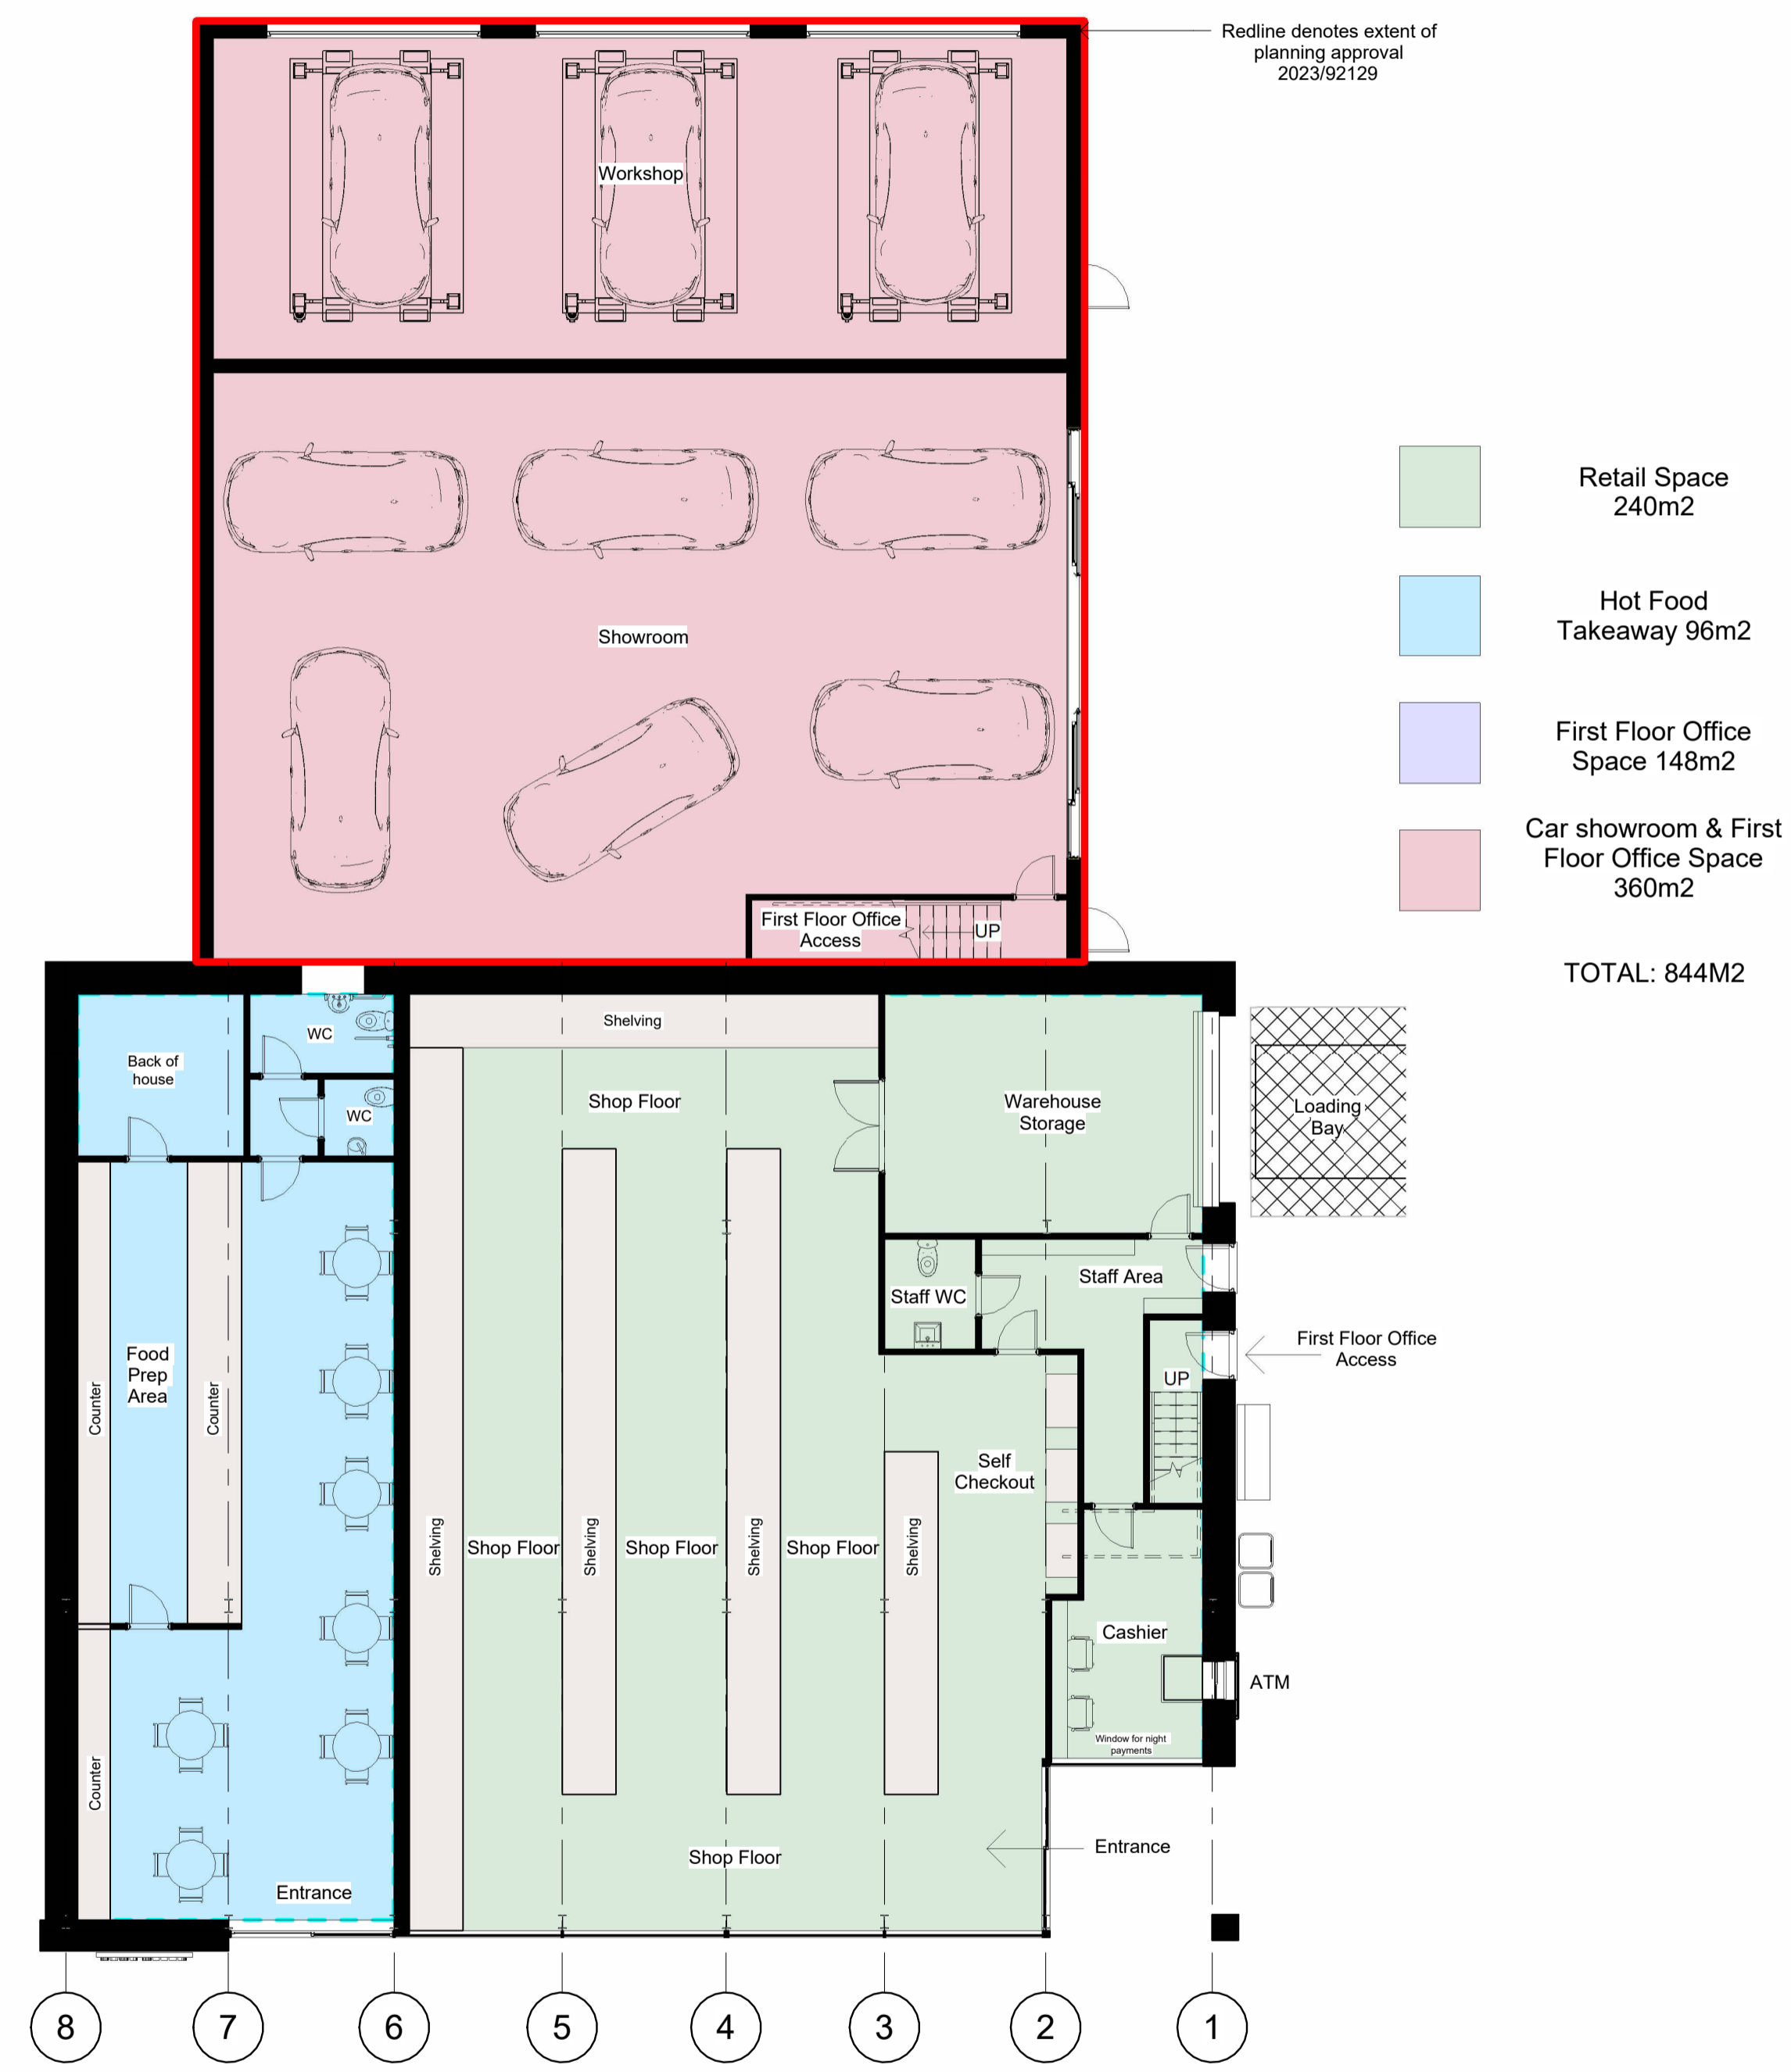 Redline denotes extent of
planning approval
2023/92129
Workshop
Showroom
First Floor Office
Access
UP
Retail Space
240m2
Hot Food
Takeaway 96m2
First Floor Office
Space 148m2
Car showroom & First
Floor Office Space
360m2
TOTAL: 844M2
Back of
house
WC
WC
Shelving
Shop Floor
Warehouse
Storage
Loading
Bay
Staff WC
Staff Area
First Floor Office
Access
UP
Food
Prep
Area
Counter
Counter
Self
Checkout
Shelving
Shop Floor
Shelving
Shop Floor
Shelving
Shop Floor
Shelving
Cashier
ATM
Window for night
payments
Counter
Entrance
Shop Floor
Entrance
8
7
6
5
4
3
2
1